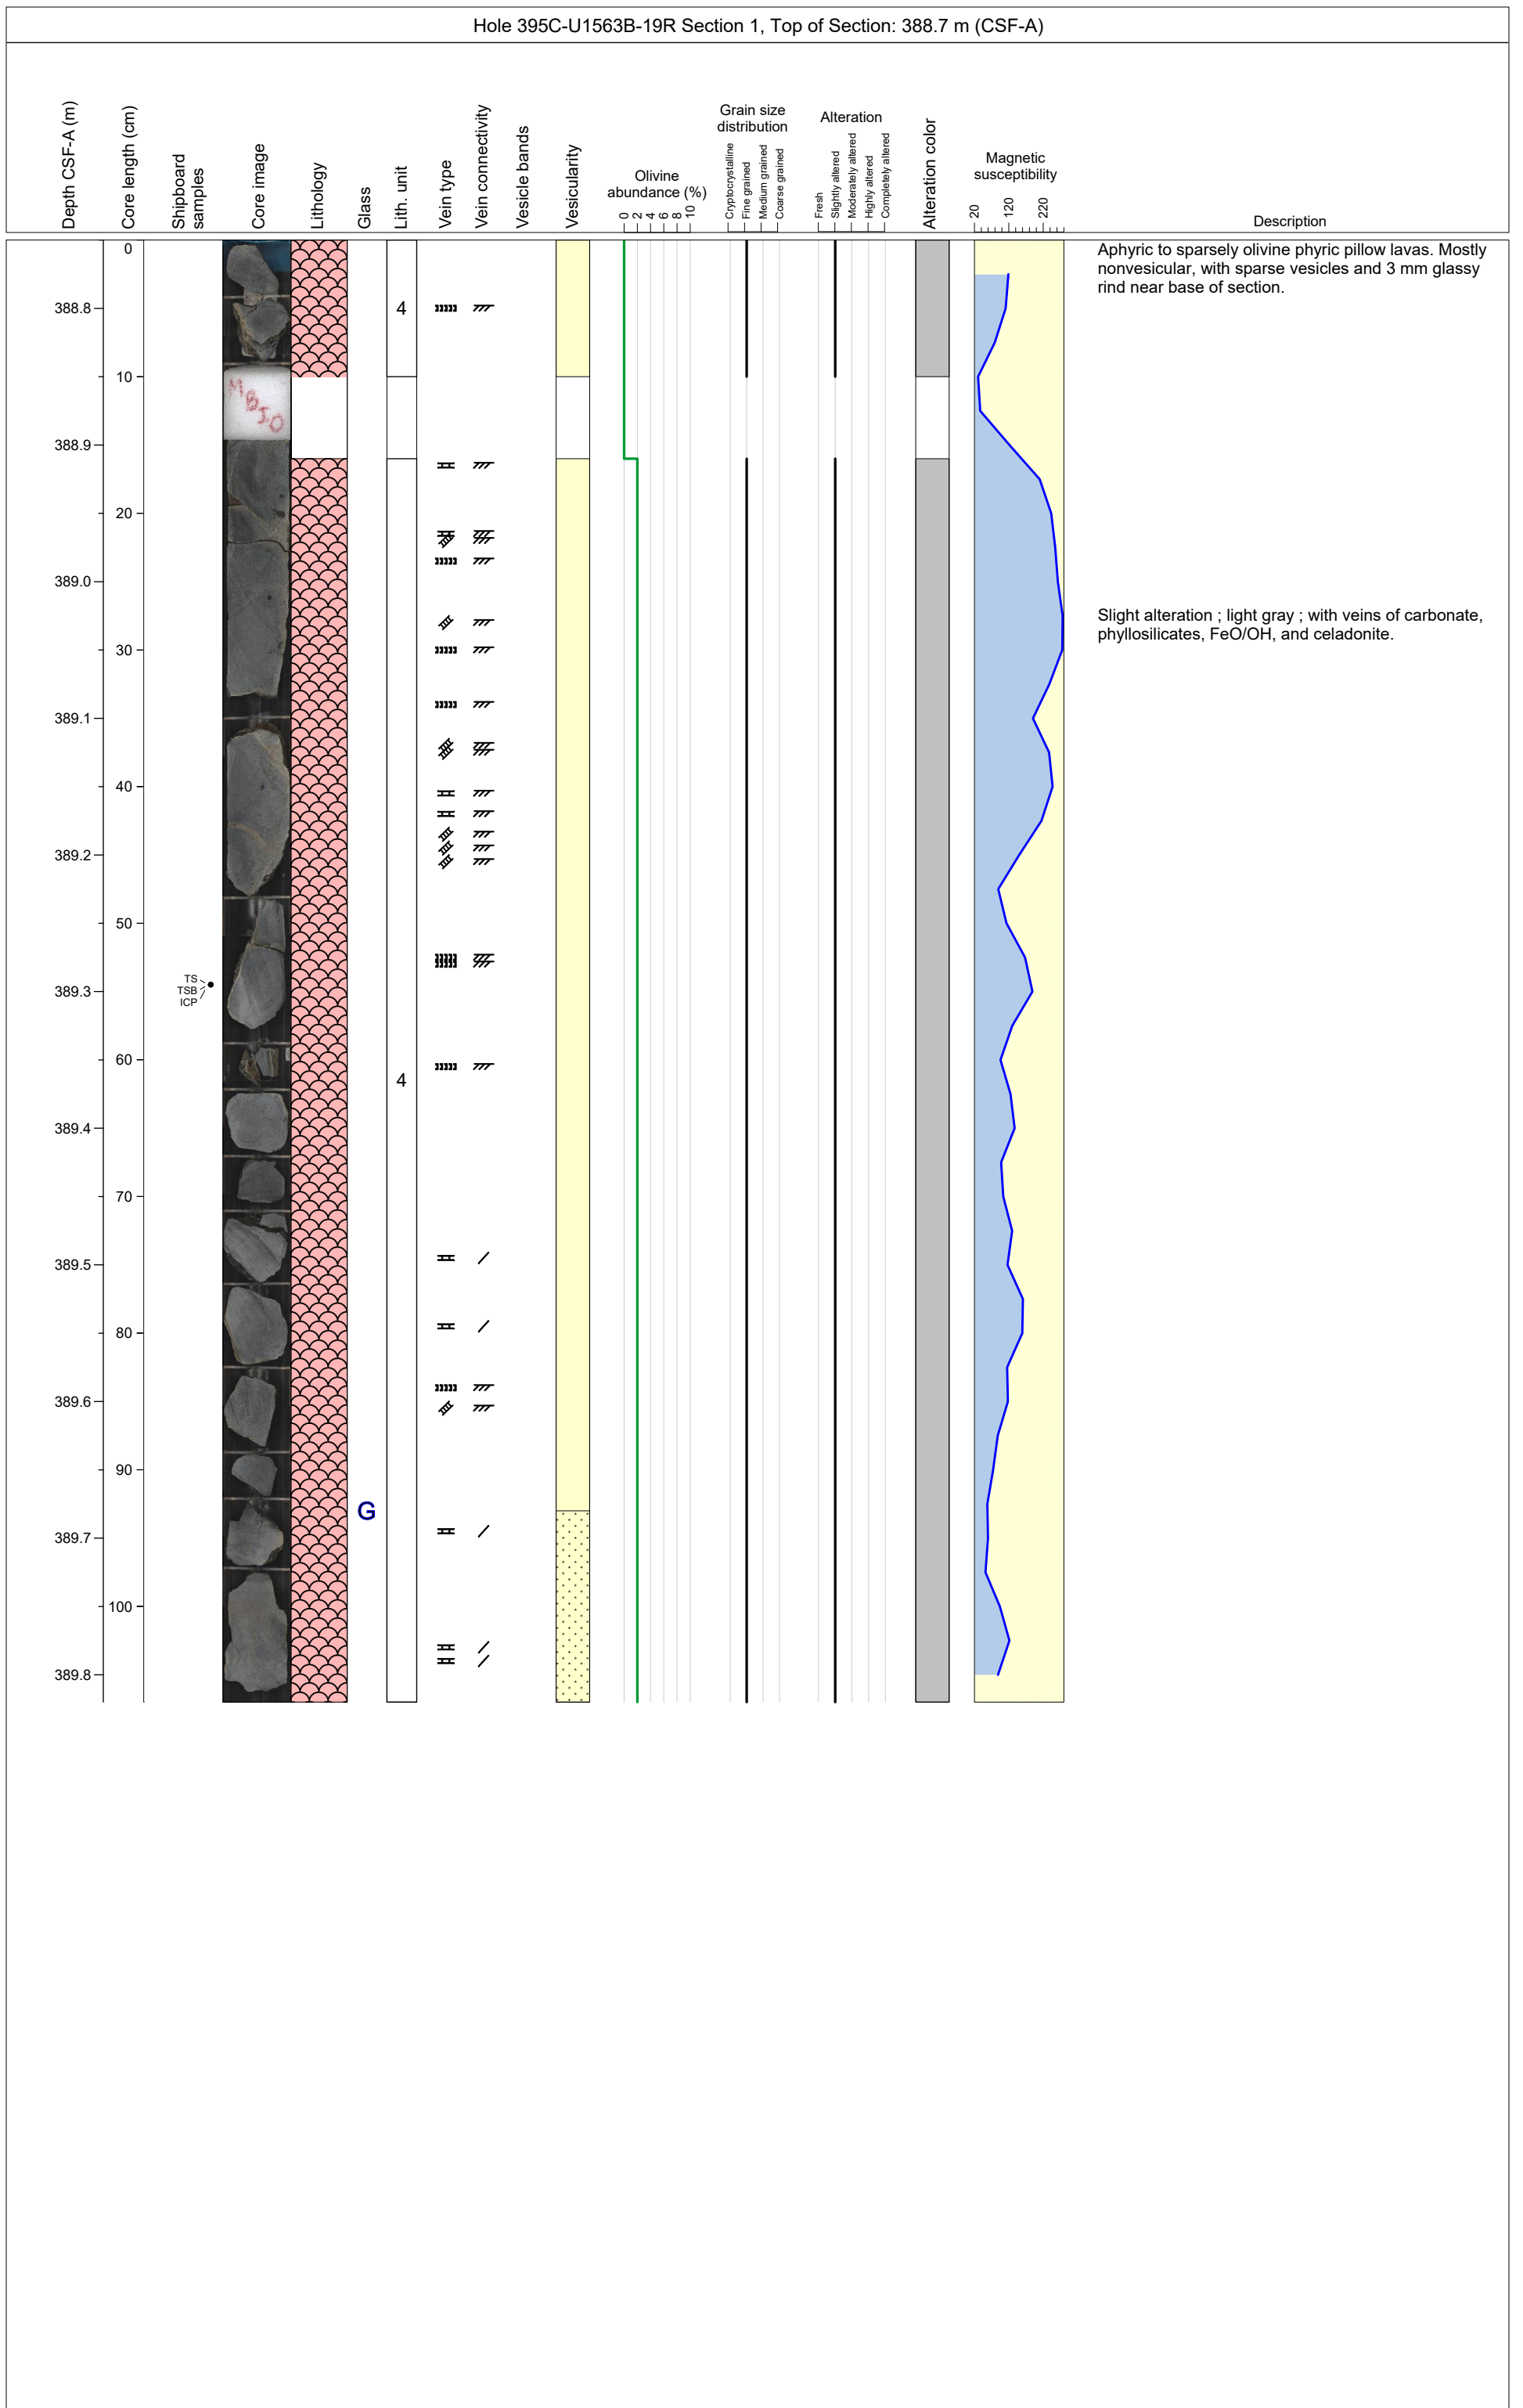 Hole 395C-U1563B-19R Section 1, Top of Section: 388.7 m (CSF-A)
Depth CSF-A (m)
Core length (cm)
Shipboard
samples
Core image
Lithology
Glass
Lith. unit
Vein type
Vein connectivity
Vesicle bands
Vesicularity
Olivine
abundance (%)
0 2 4 6 8 10
Grain size
distribution
Cryptocrystalline
Fine grained
Medium grained
Coarse grained
Alteration
Fresh
Slightly altered
Moderately altered
Highly altered
Completely altered
Alteration color
Magnetic
susceptibility
20 120 220
Description
0
Aphyric to sparsely olivine phyric pillow lavas. Mostly
nonvesicular, with sparse vesicles and 3 mm glassy
rind near base of section.
388.8
4
10
MBIO
388.9
20
389.0
Slight alteration ; light gray ; with veins of carbonate,
phyllosilicates, FeO/OH, and celadonite.
30
389.1
40
389.2
50
TS
TSB
ICP
389.3
60
4
389.4
70
389.5
80
389.6
90
G
389.7
100
389.8